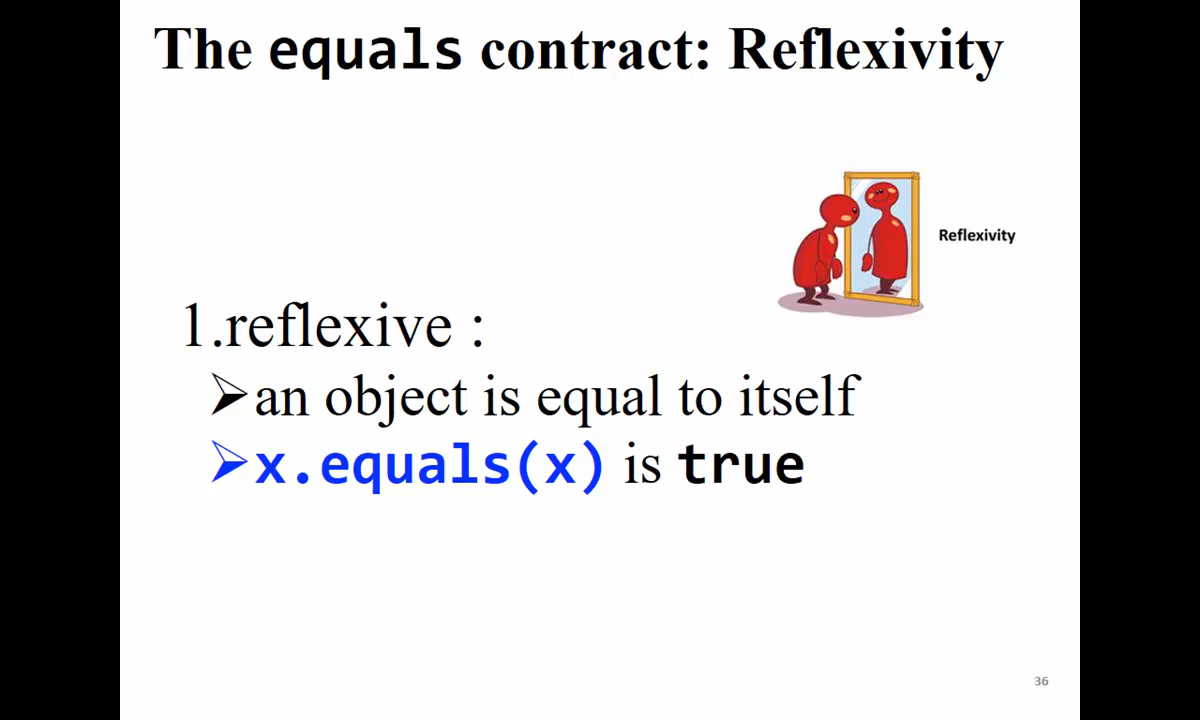 The equals contract: Reflexivity
Reflexivity
1.reflexive :
➢an object is equal to itself
➢x.equals(x) is true
36